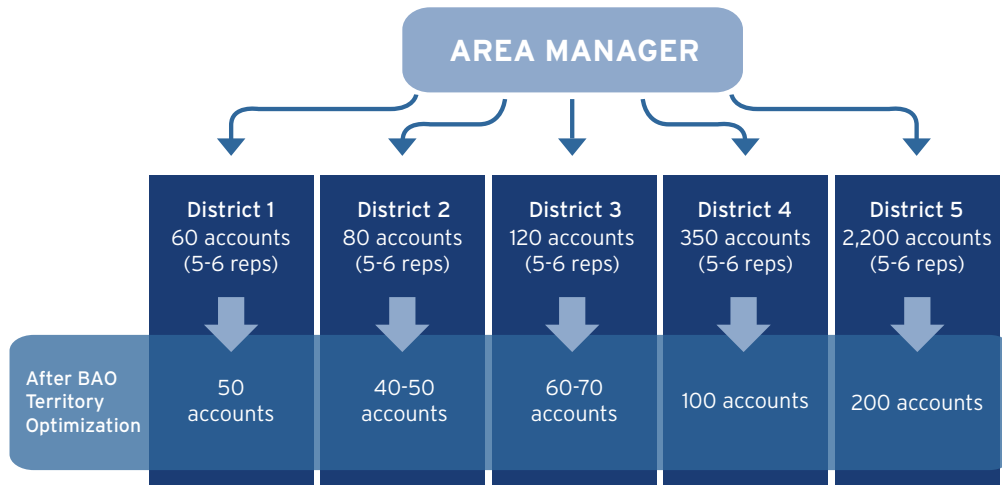 AREA MANAGER
District 1
60 accounts
(5-6 reps)
District 2
80 accounts
(5-6 reps)
District 3
120 accounts
(5-6 reps)
District 4
350 accounts
(5-6 reps)
District 5
2,200 accounts
(5-6 reps)
After BAO
Territory
Optimization
50
accounts
40-50
accounts
60-70
accounts
100 accounts
200 accounts